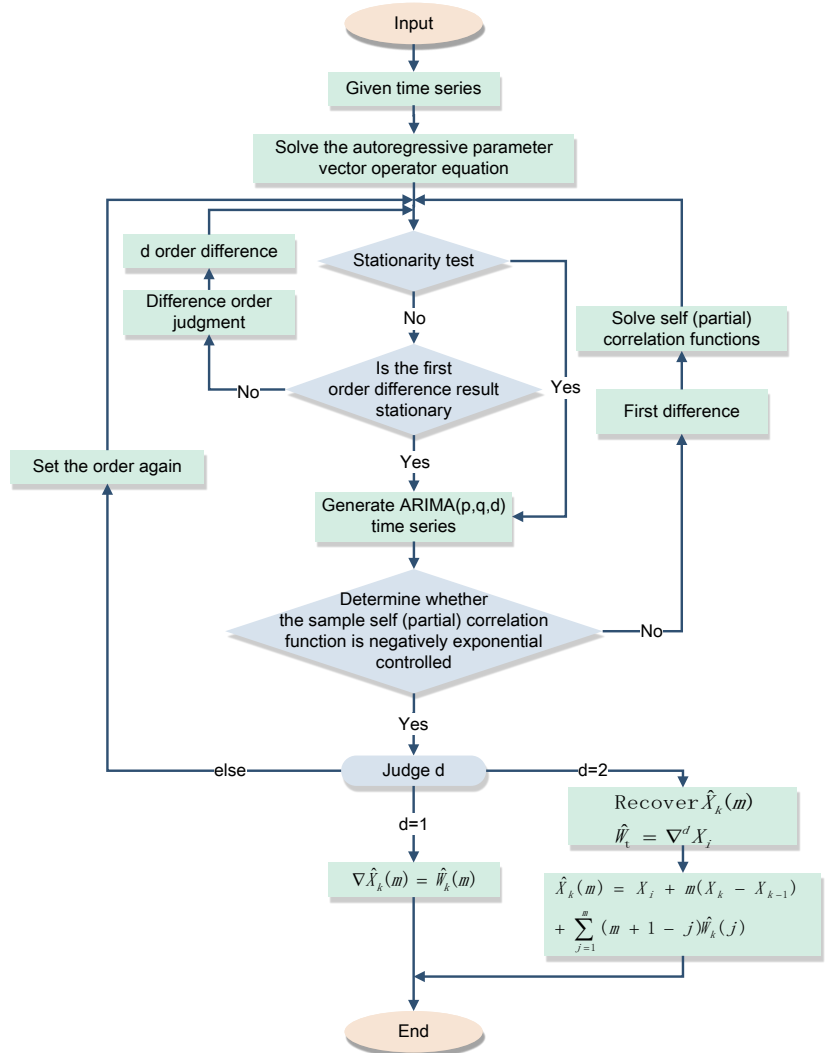 Input
Given time series
Solve the autoregressive parameter
vector operator equation
d order difference
Stationarity test
Difference order
judgment
No
Solve self (partial)
correlation functions
Is the first
order difference result
stationary
No
Yes
First difference
Yes
Set the order again
Generate ARIMA(p,q,d)
time series
Determine whether
the sample self (partial) correlation
function is negatively exponential
controlled
No
Yes
else
Judge d
d=2
Recover X̂ₖ(m)
Ŵₜ = ∇ᵈXᵢ
d=1
∇X̂ₖ(m) = Ŵₖ(m)
X̂ₖ(m) = Xᵢ + m(Xₖ − Xₖ₋₁)
+ ∑ⱼ₌₁ᵐ (m + 1 − j)Ŵₖ(j)
End